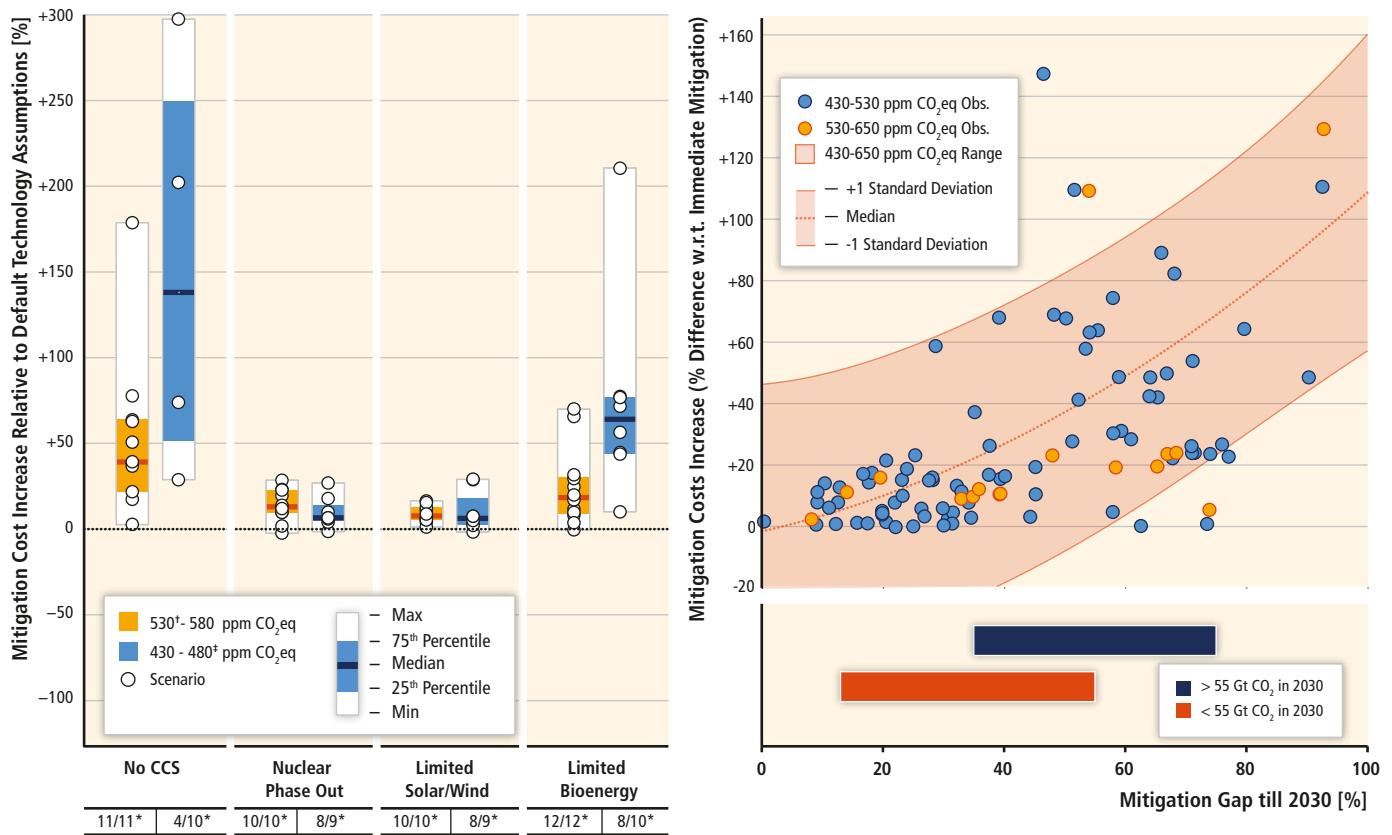 Mitigation Cost Increase Relative to Default Technology Assumptions [%]
+300
+250
+200
+150
+100
+50
0
−50
−100
530†- 580 ppm CO₂eq
430 - 480‡ ppm CO₂eq
Scenario
Max
75th Percentile
Median
25th Percentile
Min
No CCS
Nuclear
Phase Out
Limited
Solar/Wind
Limited
Bioenergy
11/11* 4/10* 10/10* 8/9* 10/10* 8/9* 12/12* 8/10*
Mitigation Costs Increase (% Difference w.r.t. Immediate Mitigation)
+160
+140
+120
+100
+80
+60
+40
+20
0
-20
430-530 ppm CO₂eq Obs.
530-650 ppm CO₂eq Obs.
430-650 ppm CO₂eq Range
+1 Standard Deviation
Median
-1 Standard Deviation
> 55 Gt CO₂ in 2030
< 55 Gt CO₂ in 2030
0 20 40 60 80 100
Mitigation Gap till 2030 [%]